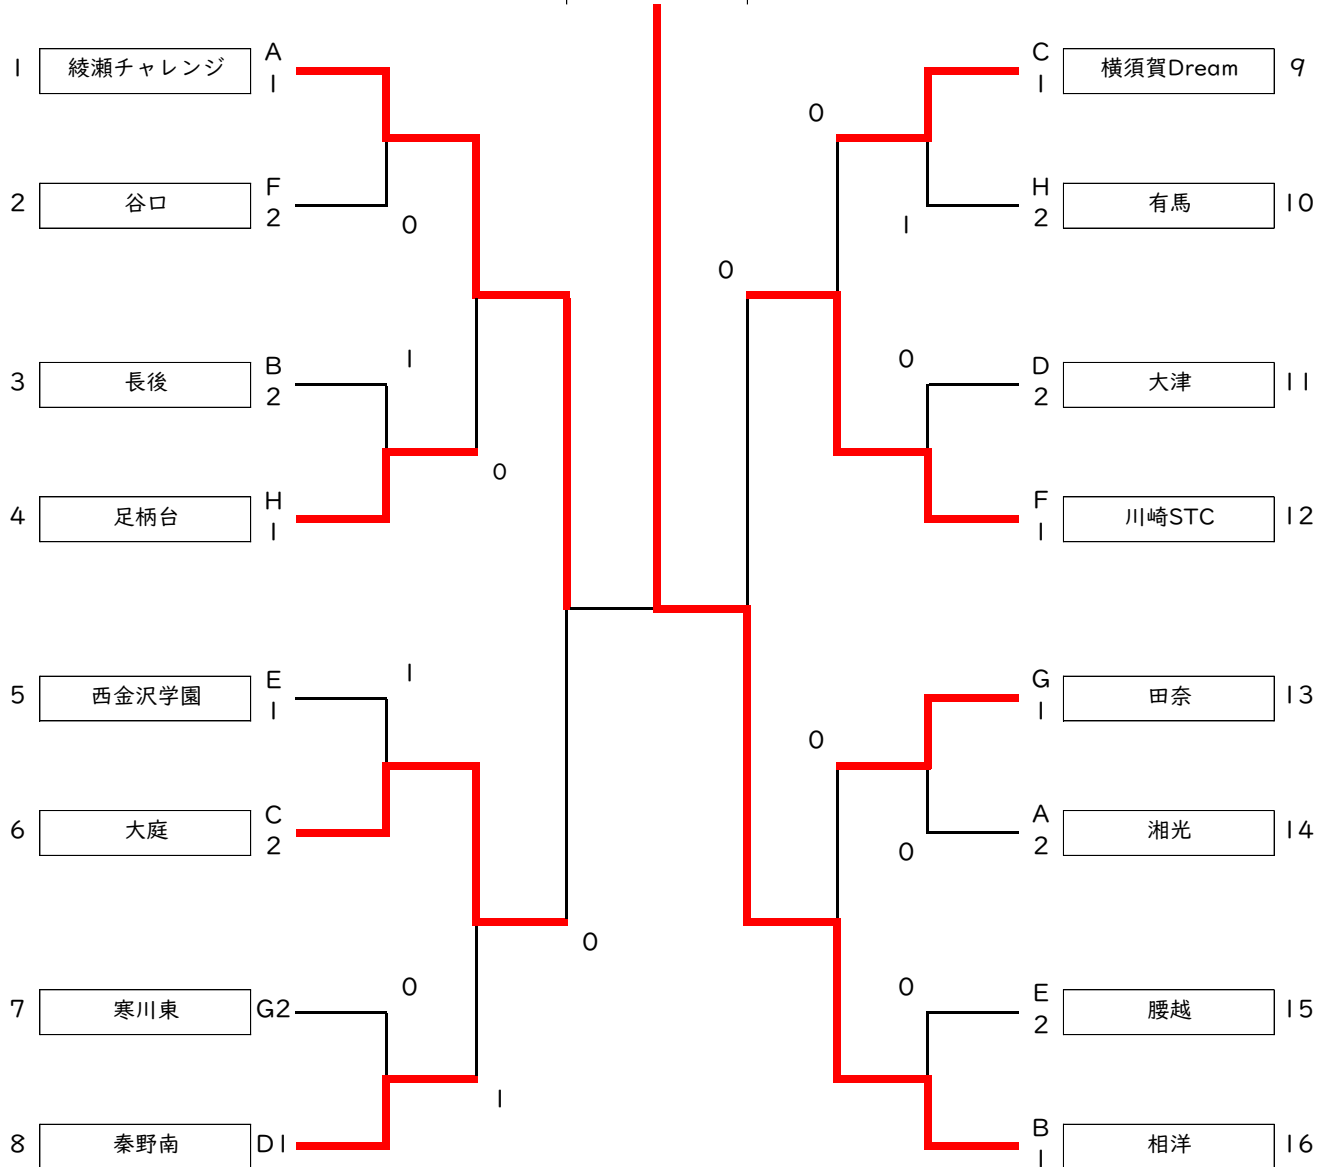 1 綾瀬チャレンジ A 1
2 谷口 F 2
0
1
3 長後 B 2
0
4 足柄台 H 1
1
5 西金沢学園 E 1
6 大庭 C 2
0
0
7 寒川東 G2
1
8 秦野南 D1
C 1 横須賀Dream 9
0
H 2 有馬 10
1
0
0
D 2 大津 11
F 1 川崎STC 12
G 1 田奈 13
0
A 2 湘光 14
0
0
E 2 腰越 15
B 1 相洋 16